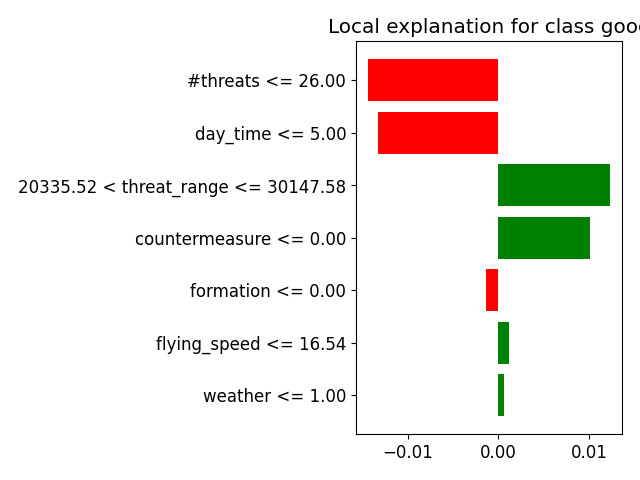 Local explanation for class goo
#threats <= 26.00
day_time <= 5.00
20335.52 < threat_range <= 30147.58
countermeasure <= 0.00
formation <= 0.00
flying_speed <= 16.54
weather <= 1.00
−0.01 0.00 0.01